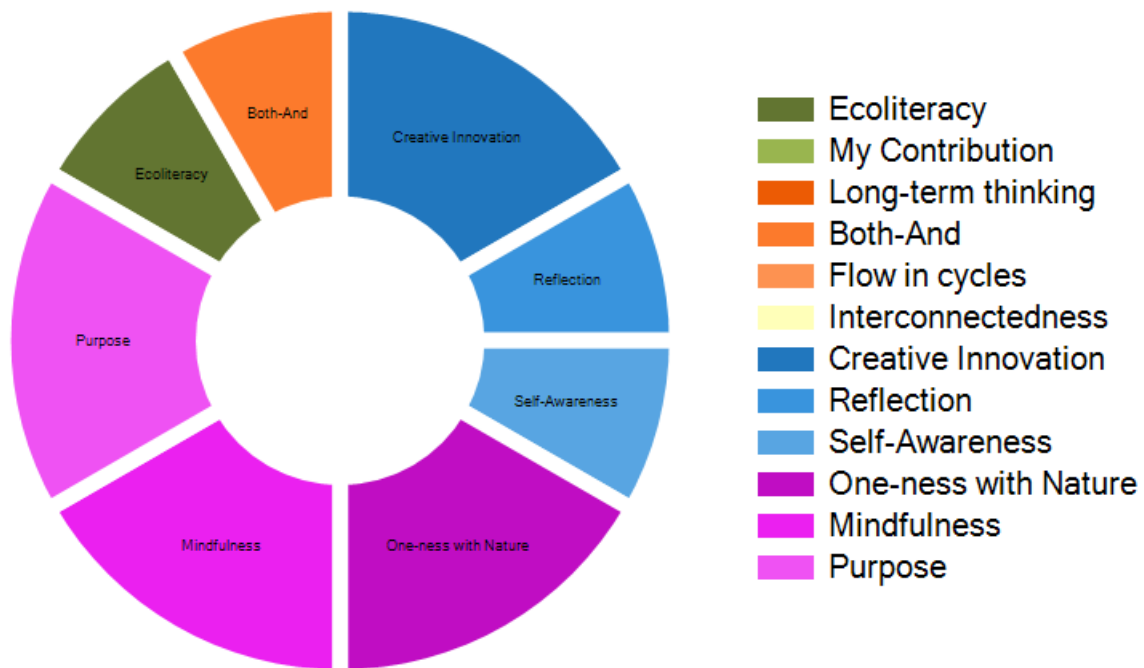 Both-And
Creative Innovation
Ecoliteracy
Reflection
Purpose
Self-Awareness
Mindfulness
One-ness with Nature
Ecoliteracy
My Contribution
Long-term thinking
Both-And
Flow in cycles
Interconnectedness
Creative Innovation
Reflection
Self-Awareness
One-ness with Nature
Mindfulness
Purpose